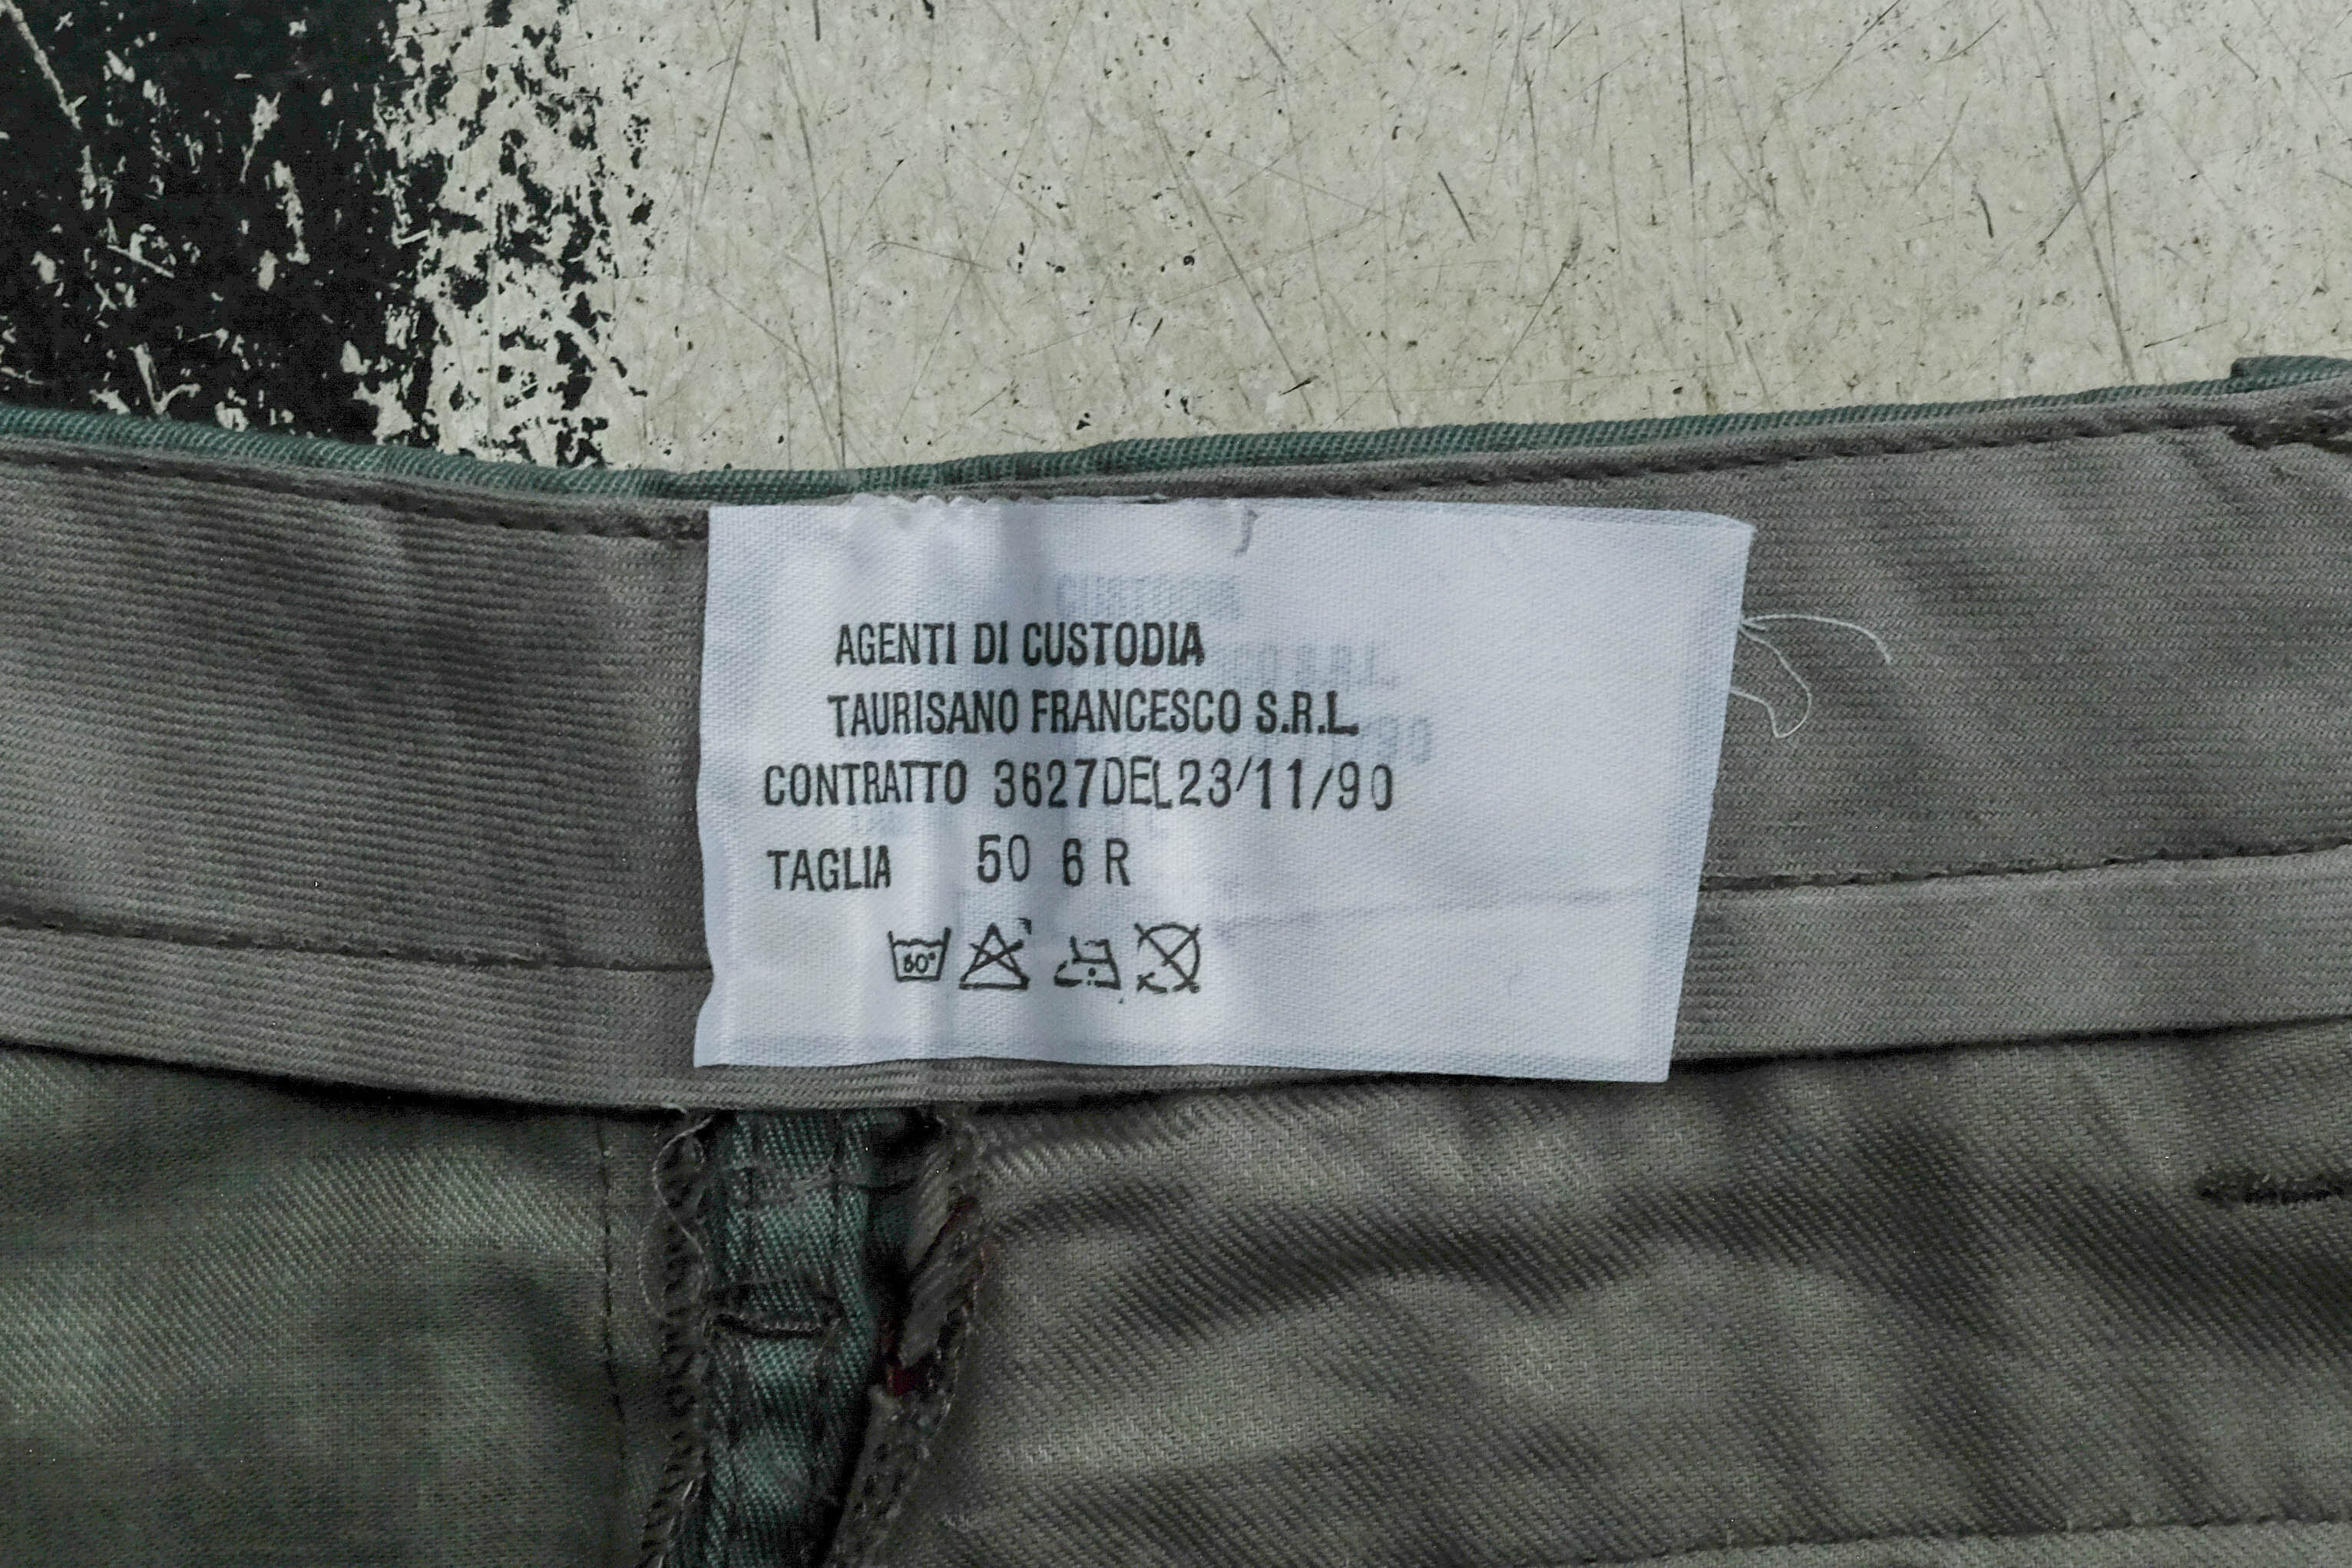 AGENTI DI CUSTODIA
TAURISANO FRANCESCO S.R.L.
CONTRATTO 3627DEL23/11/90
TAGLIA 50 6 R
60°